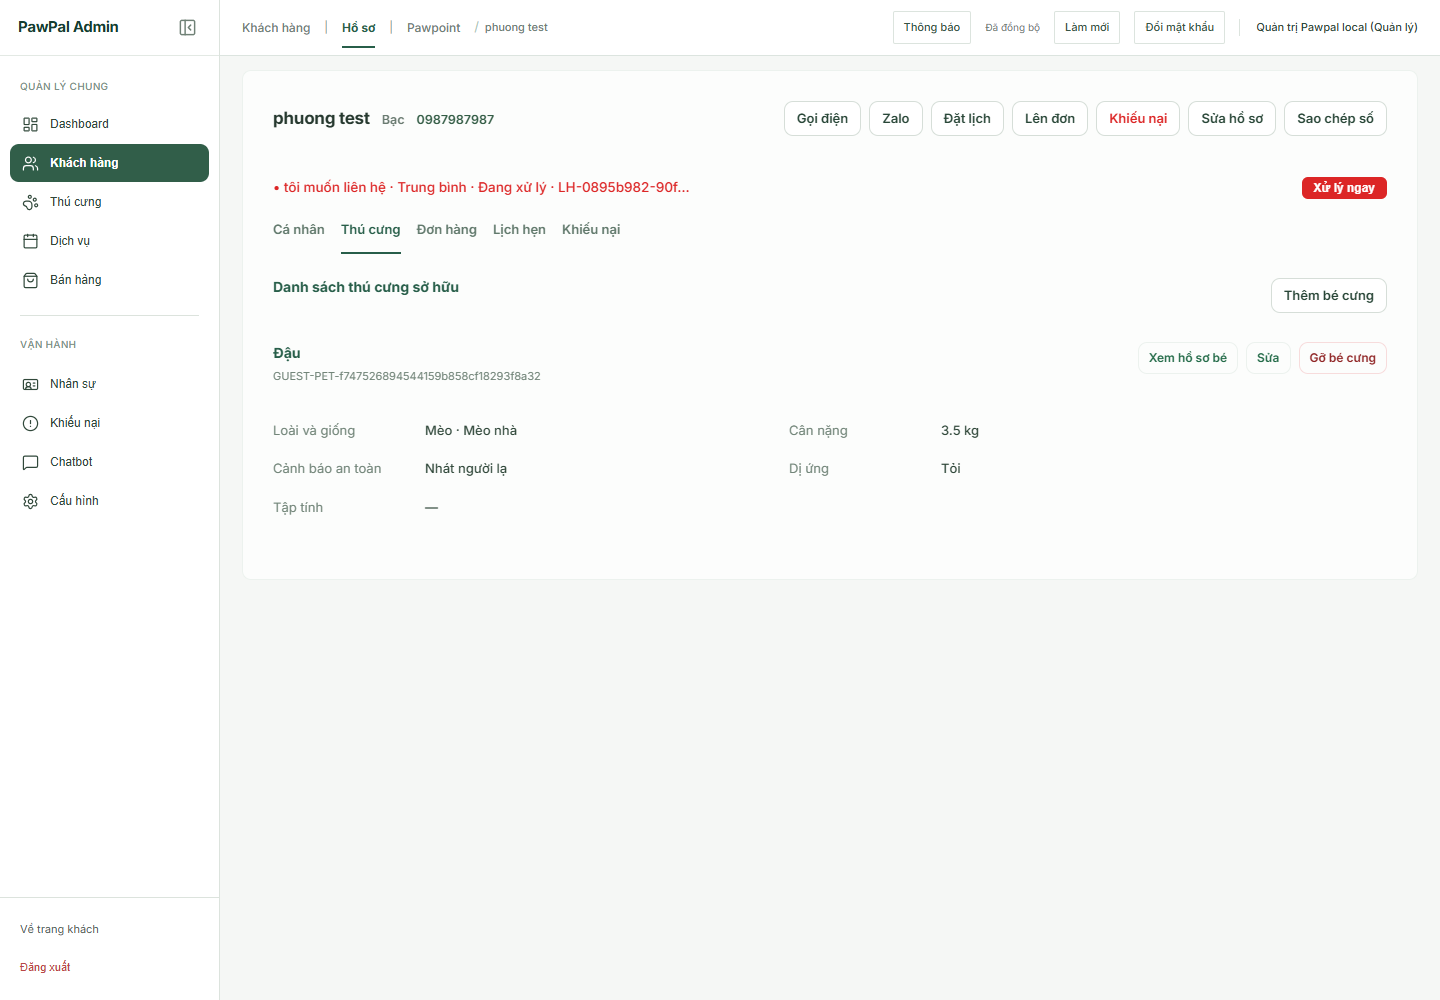 PawPal Admin
Khách hàng | Hồ sơ | Pawpoint / phuong test
Thông báo Đã đồng bộ Làm mới Đổi mật khẩu Quản trị Pawpal local (Quản lý)
QUẢN LÝ CHUNG
Dashboard
Khách hàng
Thú cưng
Dịch vụ
Bán hàng
VẬN HÀNH
Nhân sự
Khiếu nại
Chatbot
Cấu hình
Về trang khách
Đăng xuất
phuong test Bạc 0987987987
Gọi điện Zalo Đặt lịch Lên đơn Khiếu nại Sửa hồ sơ Sao chép số
• tôi muốn liên hệ · Trung bình · Đang xử lý · LH-0895b982-90f...
Xử lý ngay
Cá nhân Thú cưng Đơn hàng Lịch hẹn Khiếu nại
Danh sách thú cưng sở hữu
Thêm bé cưng
Đậu
GUEST-PET-f747526894544159b858cf18293f8a32
Xem hồ sơ bé Sửa Gỡ bé cưng
Loài và giống Mèo · Mèo nhà Cân nặng 3.5 kg
Cảnh báo an toàn Nhát người lạ Dị ứng Tỏi
Tập tính —